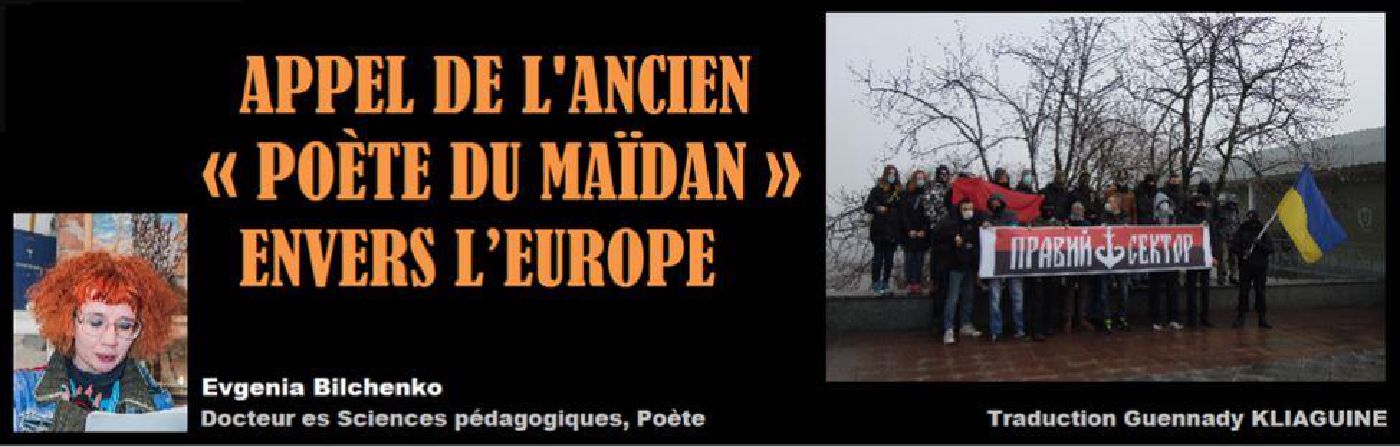 APPEL DE L'ANCIEN
« POÈTE DU MAÏDAN »
ENVERS L’EUROPE
ПРАВИЙ СЕКТОР
Evgenia Bilchenko
Docteur es Sciences pédagogiques, Poète
Traduction Guennady KLIAGUINE